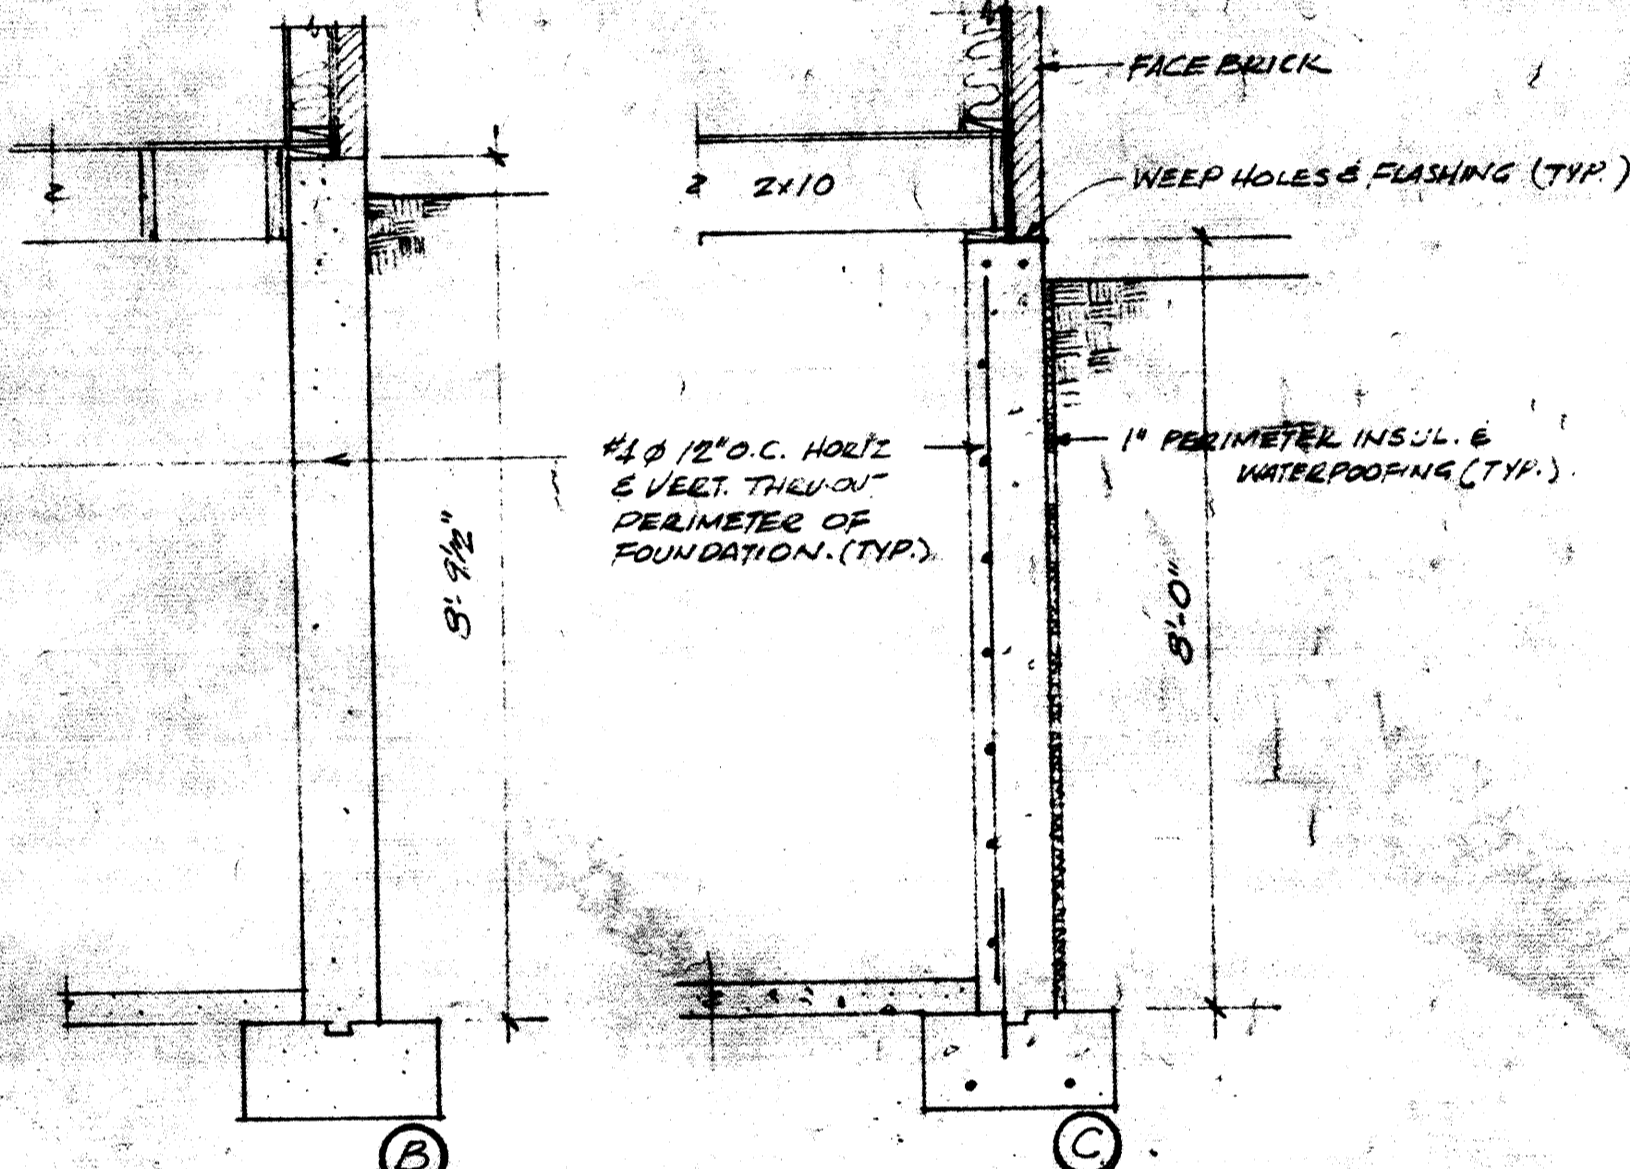 FACE BRICK
WEEP HOLES & FLASHING (TYP.)
2
2
2x10
#4 φ 12" O.C. HORIZ
& VERT. THRU-OUT
PERIMETER OF
FOUNDATION. (TYP.)
1" PERIMETER INSUL. &
WATERPOOFING (TYP.).
8'-9½"
8'-0"
B
C